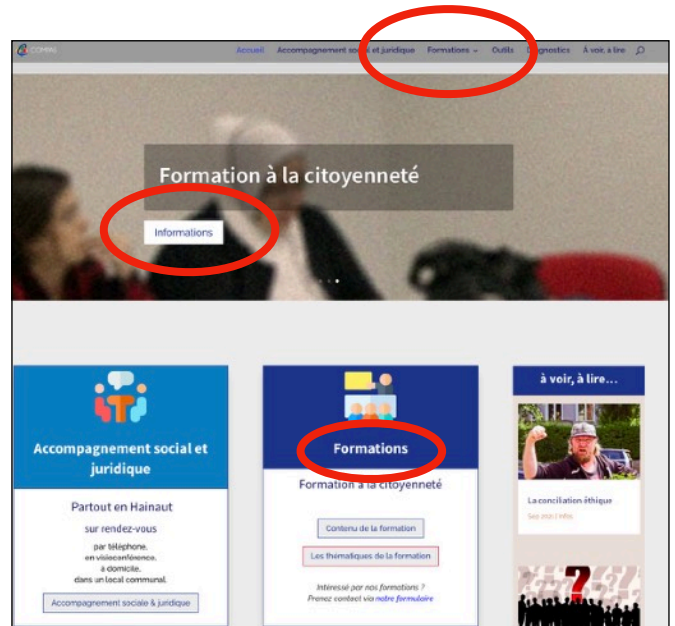 COMPAS
Accueil Accompagnement social et juridique Formations Outils Diagnostics À voir, à lire
Formation à la citoyenneté
Informations
Accompagnement social et
juridique
Partout en Hainaut
sur rendez-vous
par téléphone,
en visioconférence,
à domicile,
dans un local communal.
Accompagnement sociale & juridique
Formations
Formation à la citoyenneté
Contenu de la formation
Les thématiques de la formation
Intéressé par nos formations ?
Prenez contact via notre formulaire
à voir, à lire...
La conciliation éthique